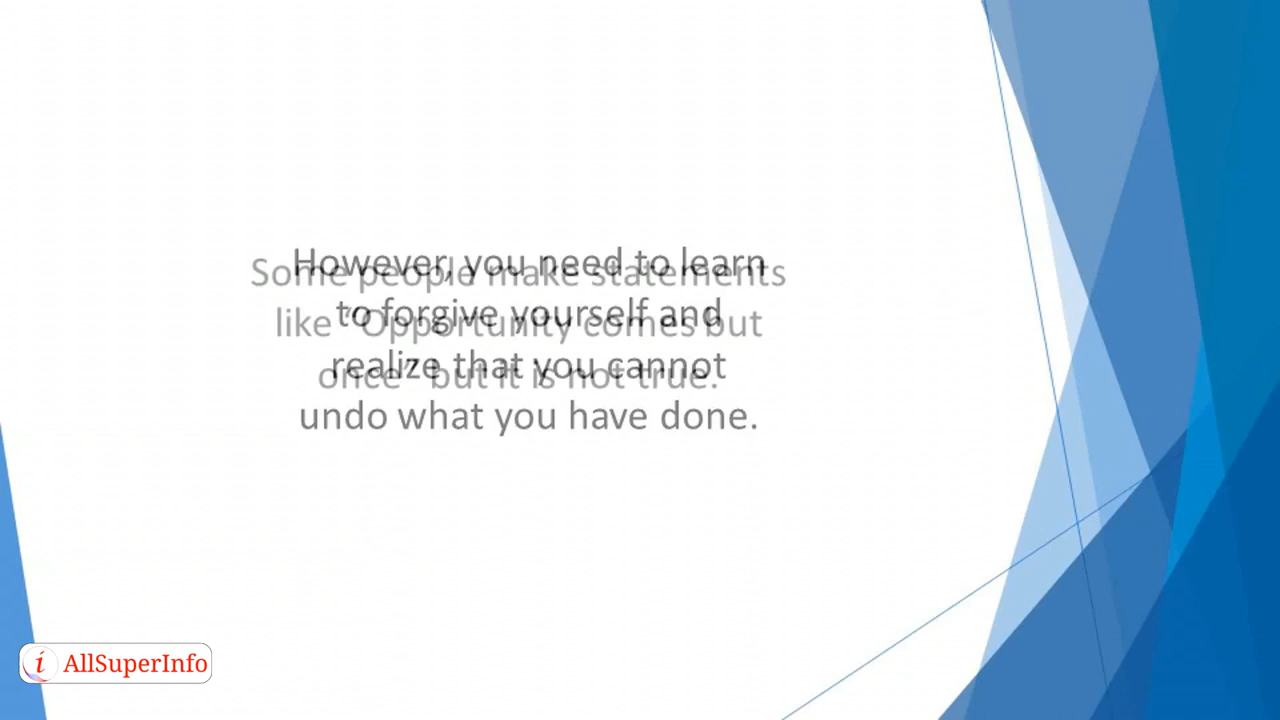 However, you need to learn
to forgive yourself and
realize that you cannot
undo what you have done.
Some people make statements
like “Opportunity comes but
once” but it is not true.
i AllSuperInfo